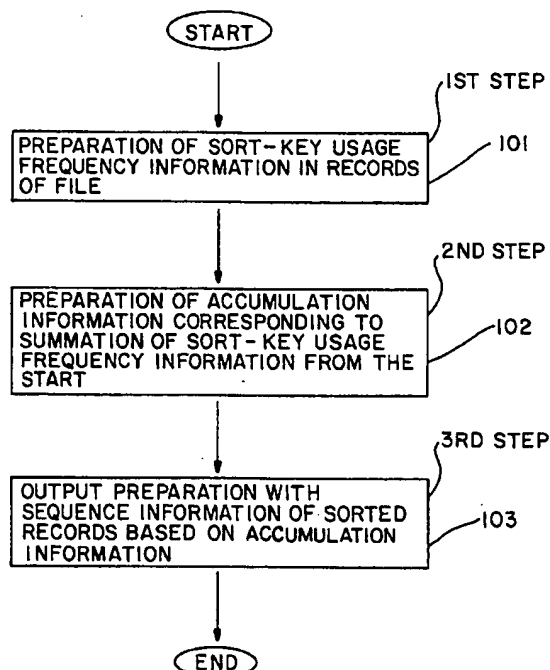 START
1ST STEP
PREPARATION OF SORT-KEY USAGE
FREQUENCY INFORMATION IN RECORDS
OF FILE
101
2ND STEP
PREPARATION OF ACCUMULATION
INFORMATION CORRESPONDING TO
SUMMATION OF SORT-KEY USAGE
FREQUENCY INFORMATION FROM THE
START
102
3RD STEP
OUTPUT PREPARATION WITH
SEQUENCE INFORMATION OF SORTED
RECORDS BASED ON ACCUMULATION
INFORMATION
103
END